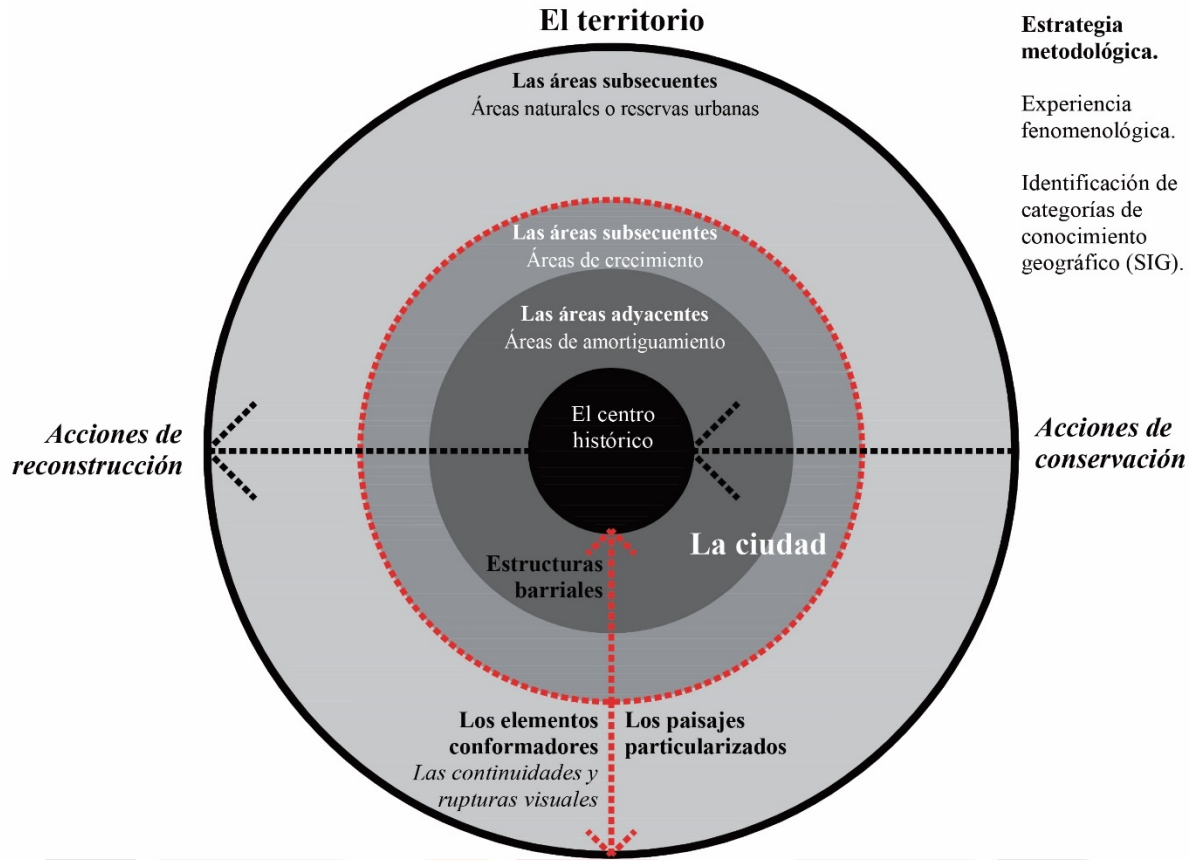 El territorio
Las áreas subsecuentes
Áreas naturales o reservas urbanas
Estrategia
metodológica.
Experiencia
fenomenológica.
Identificación de
categorías de
conocimiento
geográfico (SIG).
Las áreas subsecuentes
Áreas de crecimiento
Las áreas adyacentes
Áreas de amortiguamiento
El centro
histórico
Acciones de
reconstrucción
Acciones de
conservación
La ciudad
Estructuras
barriales
Los elementos
conformadores
Las continuidades y
rupturas visuales
Los paisajes
particularizados